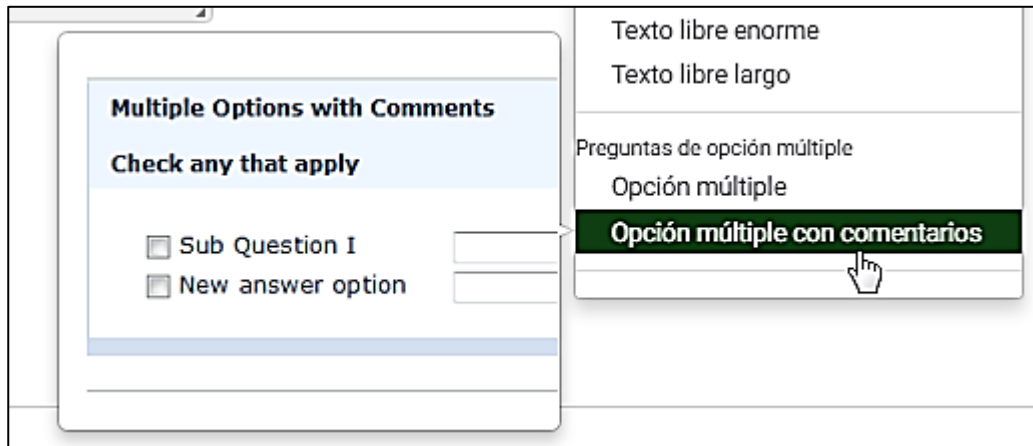 Multiple Options with Comments
Check any that apply
Sub Question I
New answer option
Texto libre enorme
Texto libre largo
Preguntas de opción múltiple
Opción múltiple
Opción múltiple con comentarios